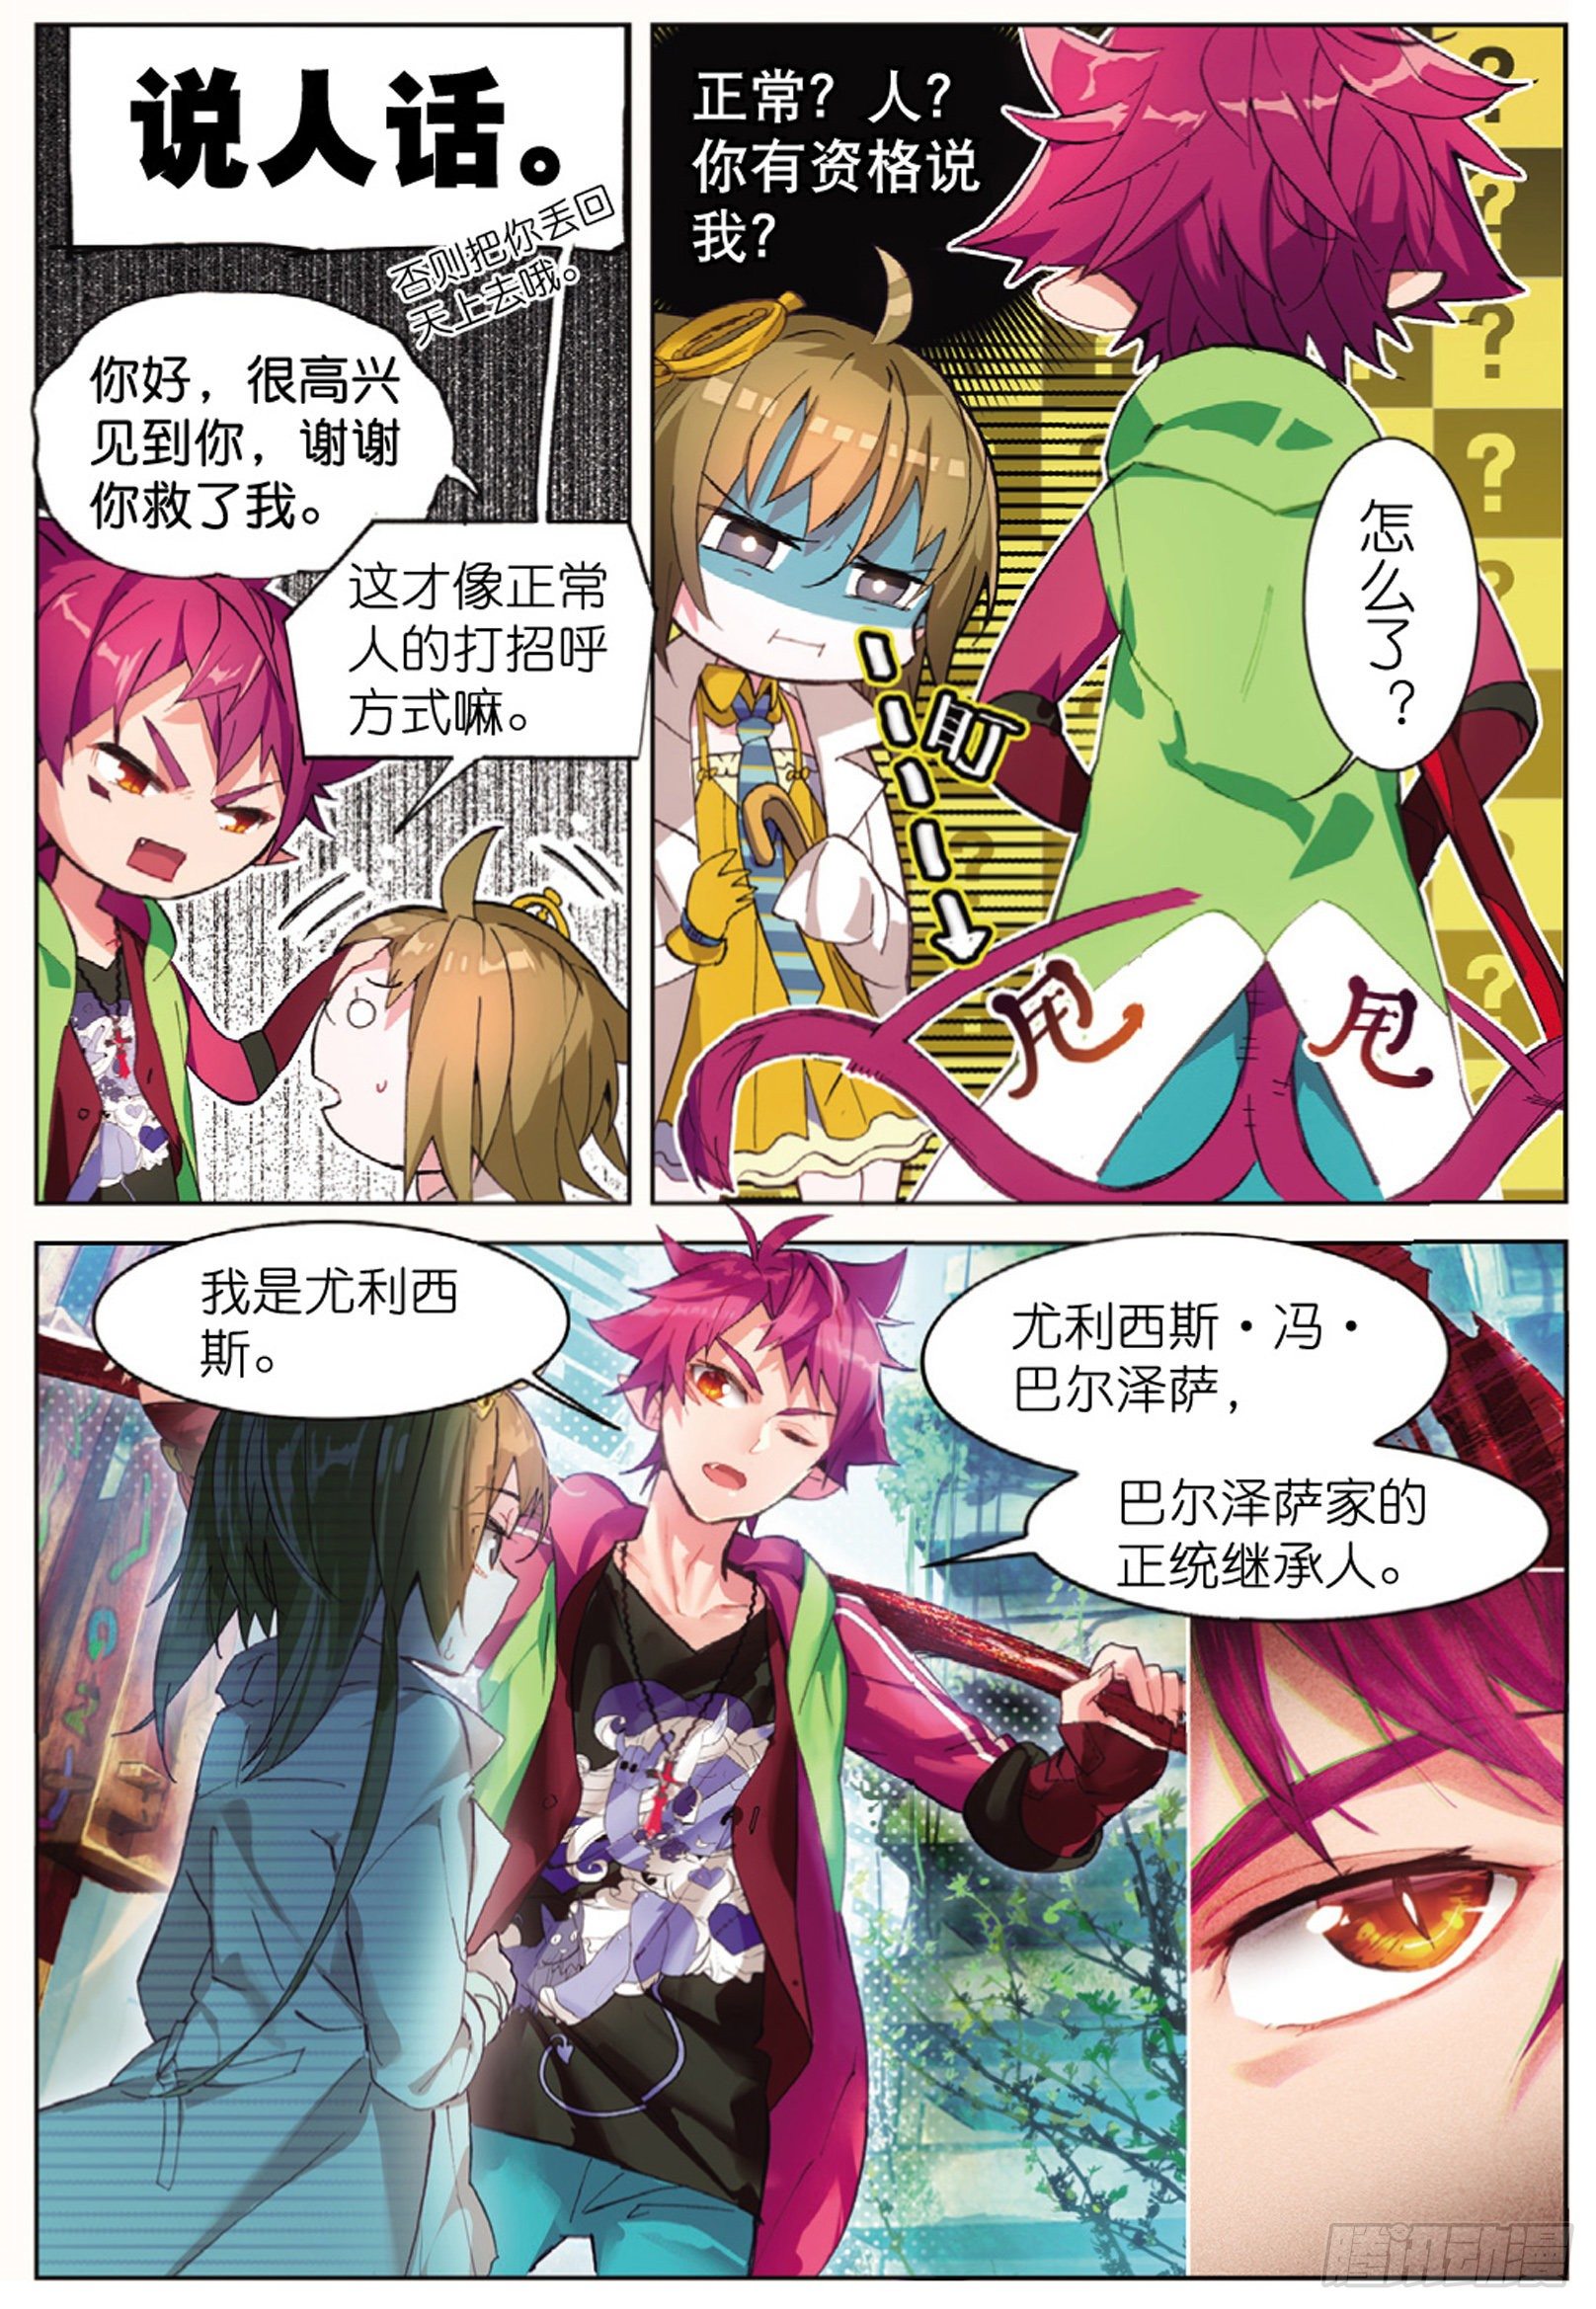 说人话。
否则把你丢回
天上去哦。
你好，很高兴
见到你，谢谢
你救了我。
这才像正常
人的打招呼
方式嘛。
正常？人？
你有资格说
我？
怎么了？
盯
甩
甩
我是尤利西
斯。
尤利西斯·冯·
巴尔泽萨，
巴尔泽萨家的
正统继承人。
腾讯动漫